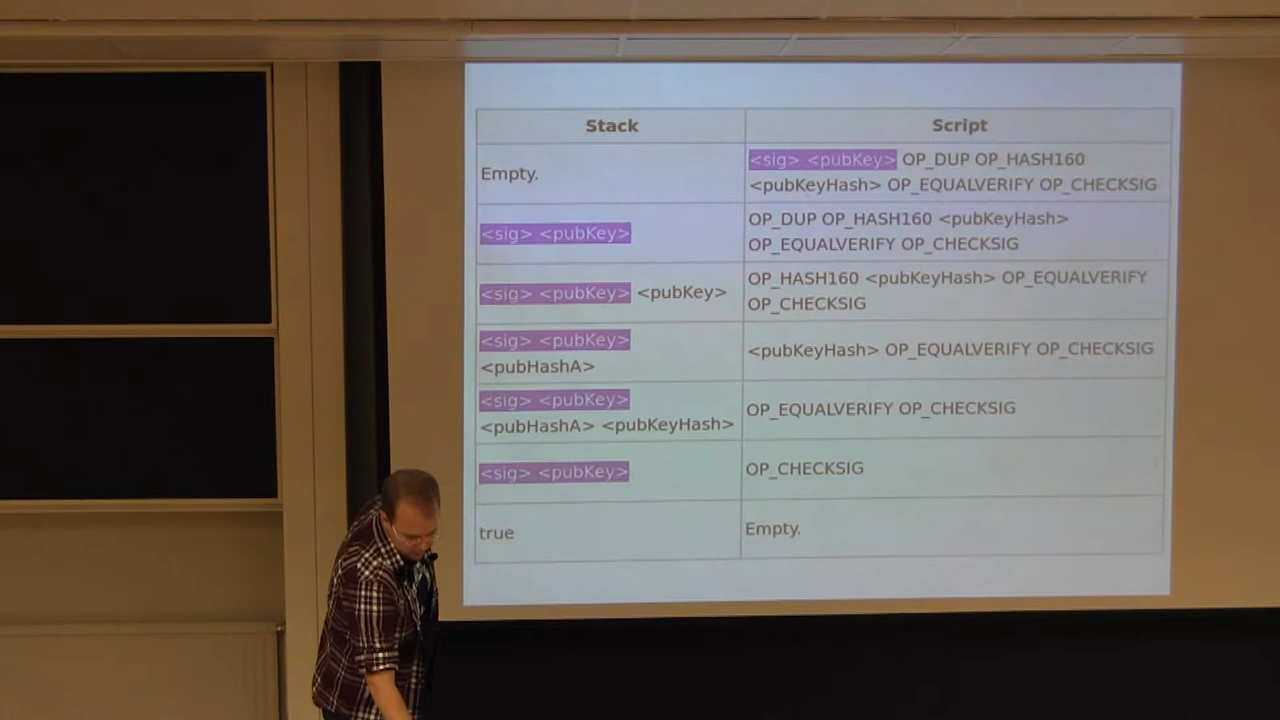 Stack
Script
Empty.
<sig> <pubKey> OP_DUP OP_HASH160
<pubKeyHash> OP_EQUALVERIFY OP_CHECKSIG
<sig> <pubKey>
OP_DUP OP_HASH160 <pubKeyHash>
OP_EQUALVERIFY OP_CHECKSIG
<sig> <pubKey> <pubKey>
OP_HASH160 <pubKeyHash> OP_EQUALVERIFY
OP_CHECKSIG
<sig> <pubKey>
<pubHashA>
<pubKeyHash> OP_EQUALVERIFY OP_CHECKSIG
<sig> <pubKey>
<pubHashA> <pubKeyHash>
OP_EQUALVERIFY OP_CHECKSIG
<sig> <pubKey>
OP_CHECKSIG
true
Empty.